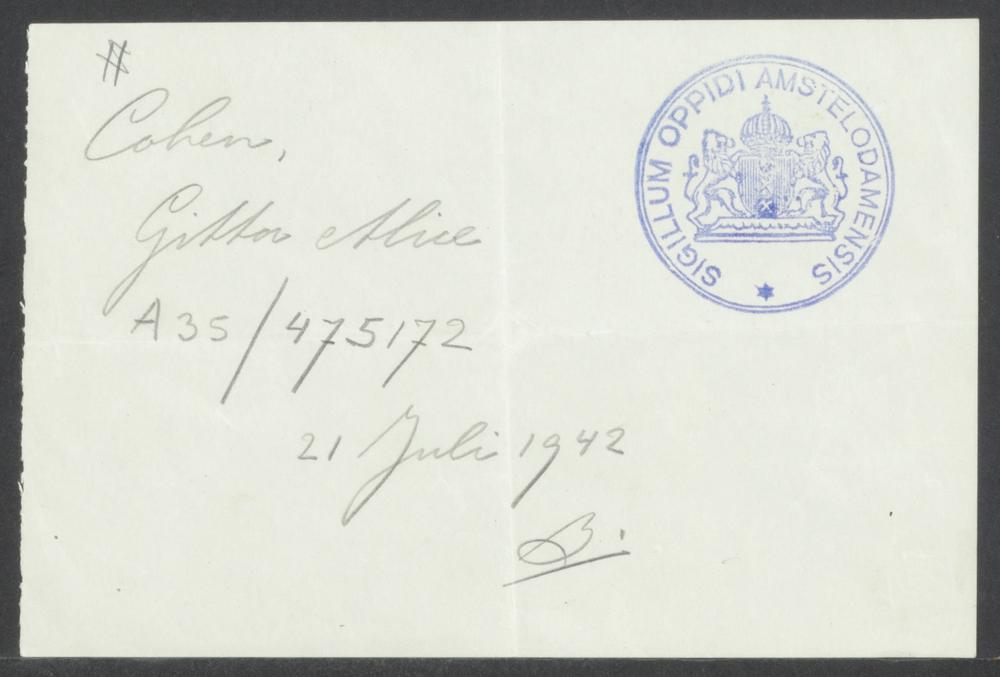 #
Cohen,
Gitta Alice
A35/475172
21 Juli 1942
B.
SIGILLUM OPPIDI AMSTELODAMENSIS